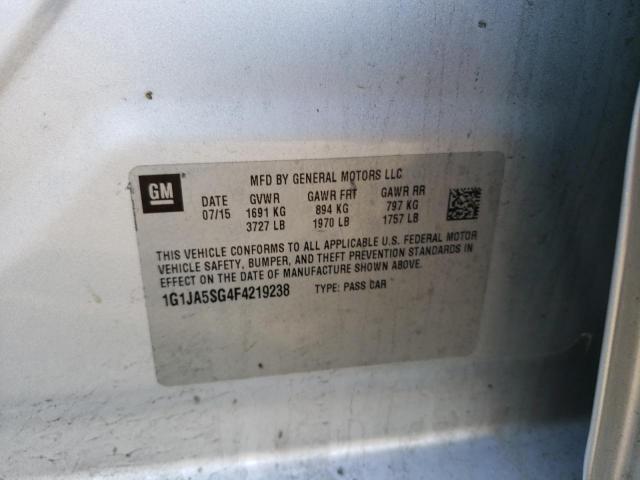 MFD BY GENERAL MOTORS LLC
GM
DATE GVWR GAWR FRT GAWR RR
07/15 1691 KG 894 KG 797 KG
3727 LB 1970 LB 1757 LB
THIS VEHICLE CONFORMS TO ALL APPLICABLE U.S. FEDERAL MOTOR
VEHICLE SAFETY, BUMPER, AND THEFT PREVENTION STANDARDS IN
EFFECT ON THE DATE OF MANUFACTURE SHOWN ABOVE.
1G1JA5SG4F4219238 TYPE: PASS CAR